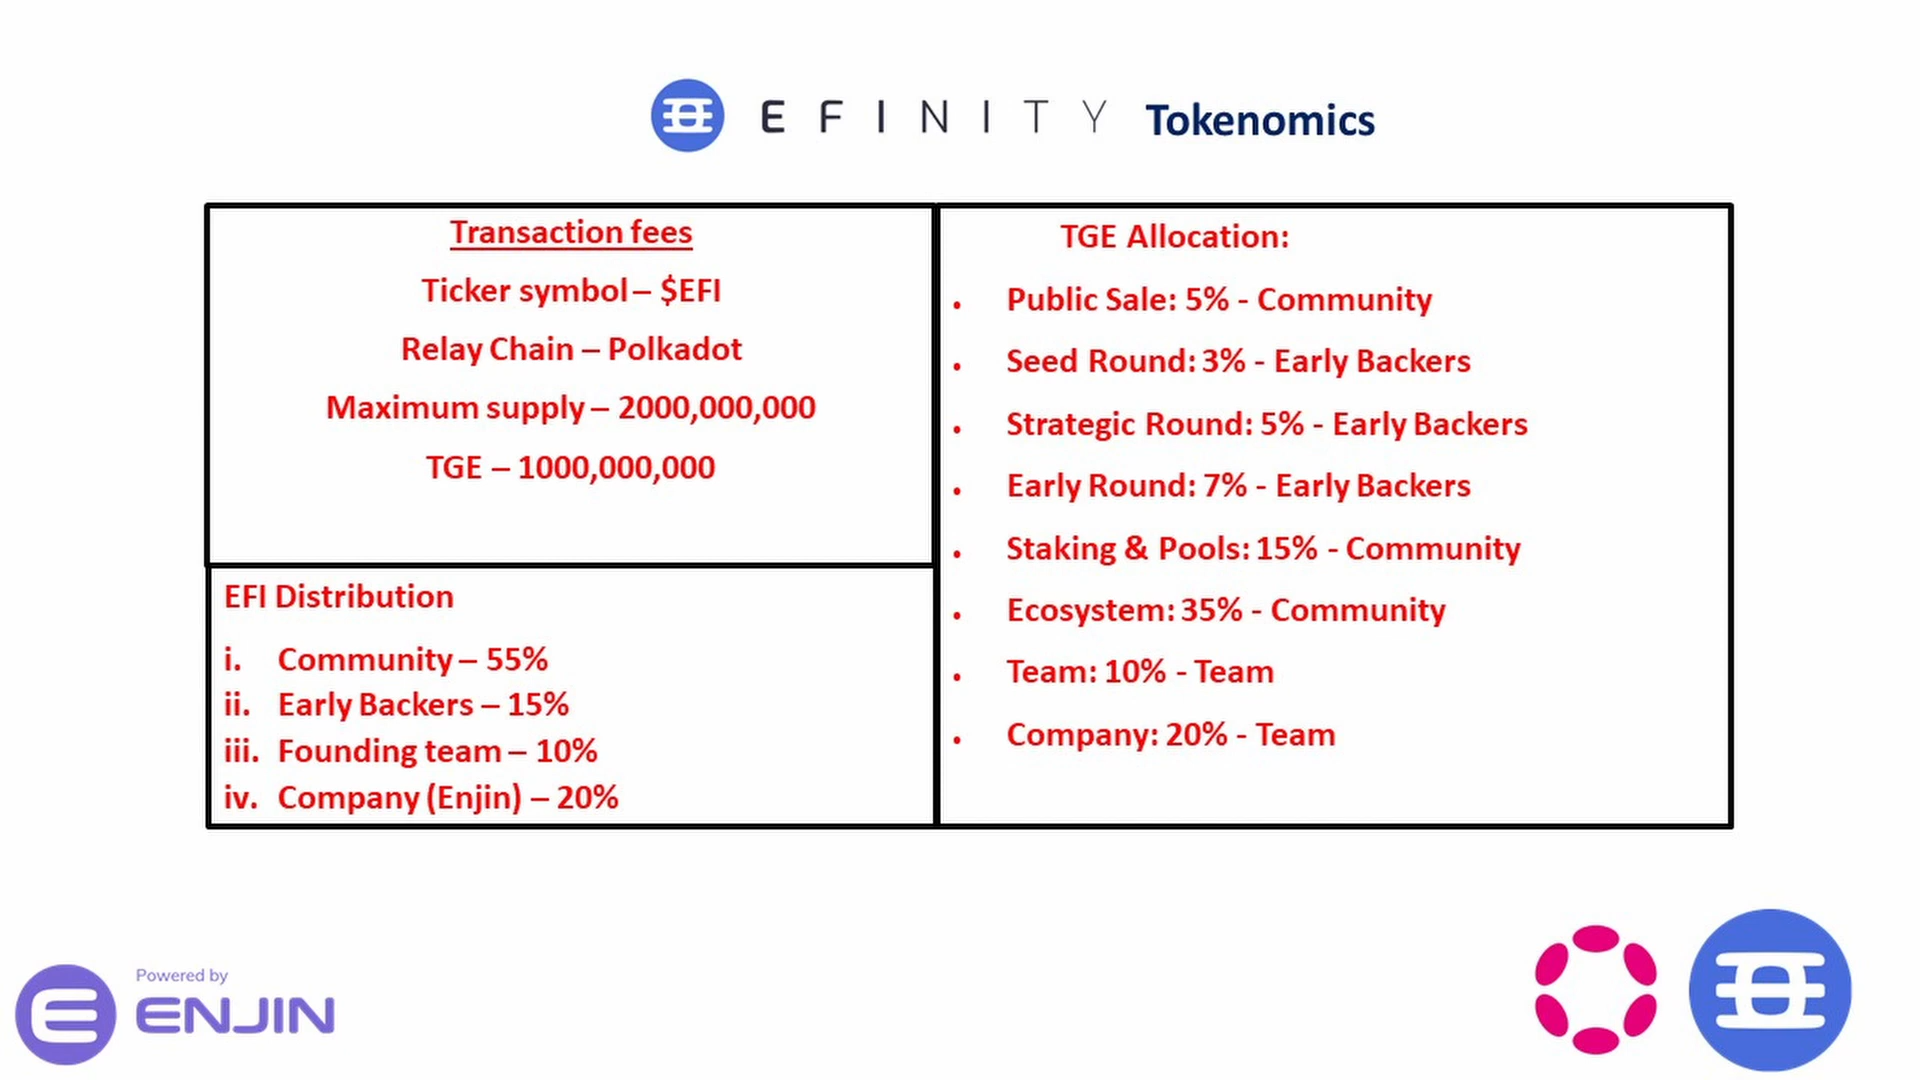 EFINITY Tokenomics
Transaction fees
Ticker symbol – $EFI
Relay Chain – Polkadot
Maximum supply – 2000,000,000
TGE – 1000,000,000
EFI Distribution
i. Community – 55%
ii. Early Backers – 15%
iii. Founding team – 10%
iv. Company (Enjin) – 20%
TGE Allocation:
• Public Sale: 5% - Community
• Seed Round: 3% - Early Backers
• Strategic Round: 5% - Early Backers
• Early Round: 7% - Early Backers
• Staking & Pools: 15% - Community
• Ecosystem: 35% - Community
• Team: 10% - Team
• Company: 20% - Team
Powered by
ENJIN